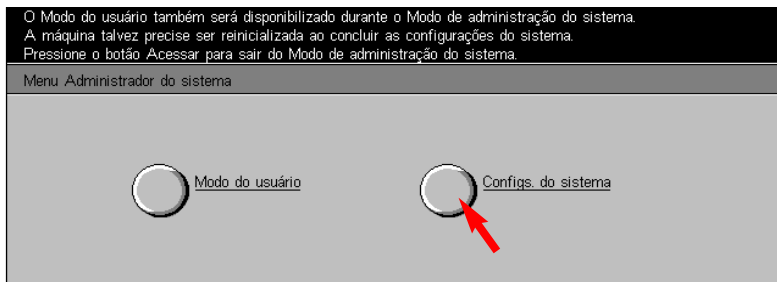 O Modo do usuário também será disponibilizado durante o Modo de administração do sistema.
A máquina talvez precise ser reinicializada ao concluir as configurações do sistema.
Pressione o botão Acessar para sair do Modo de administração do sistema.
Menu Administrador do sistema
Modo do usuário
Configs. do sistema